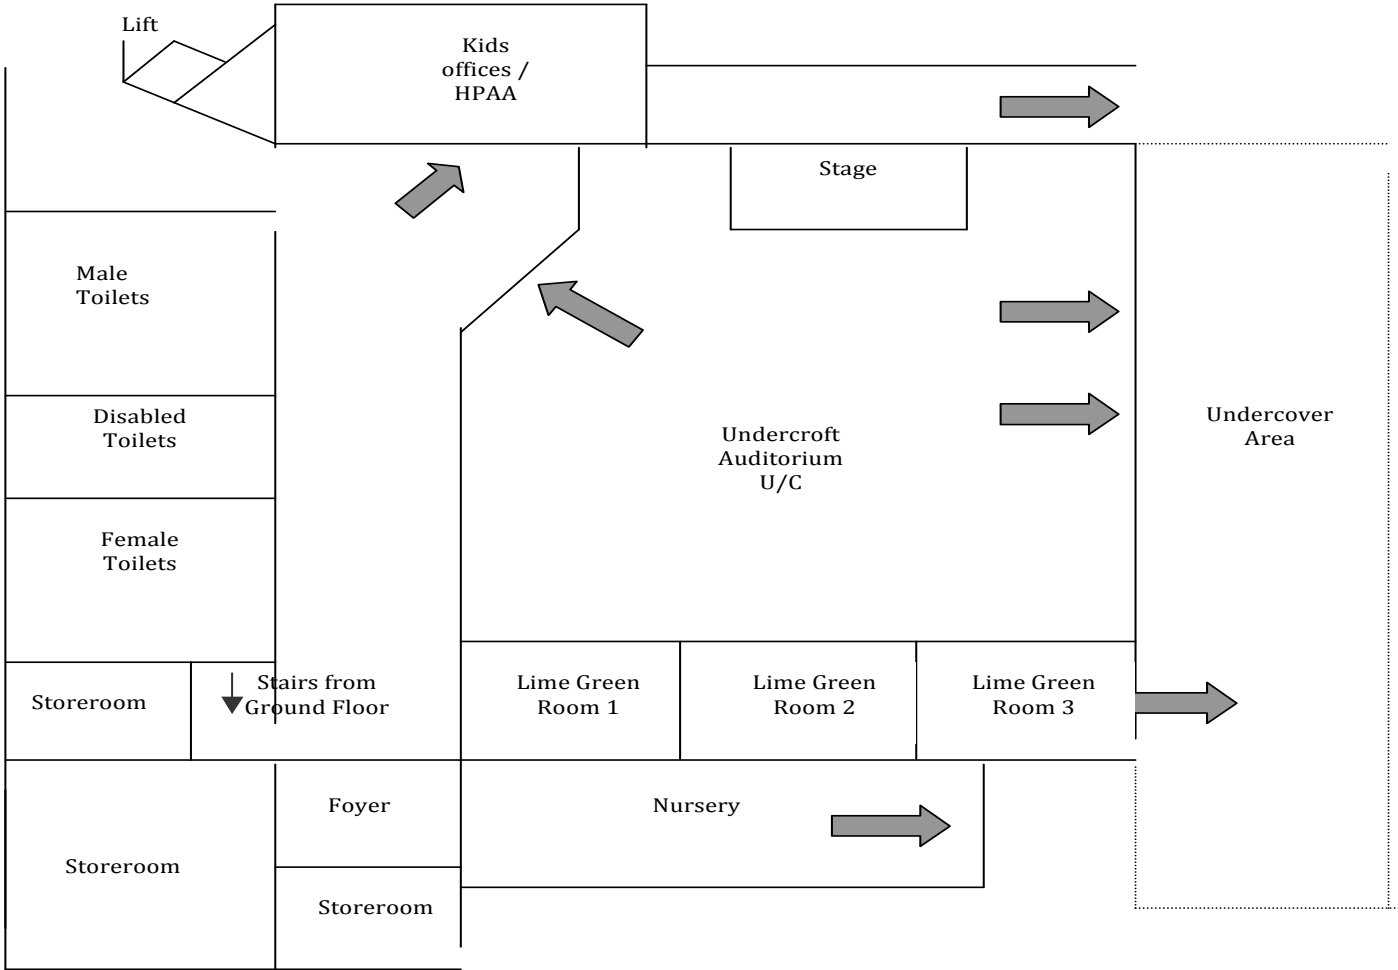 Lift
Kids
offices /
HPAA
Stage
Male
Toilets
Disabled
Toilets
Undercroft
Auditorium
U/C
Undercover
Area
Female
Toilets
Storeroom
Stairs from
Ground Floor
Lime Green
Room 1
Lime Green
Room 2
Lime Green
Room 3
Foyer
Nursery
Storeroom
Storeroom